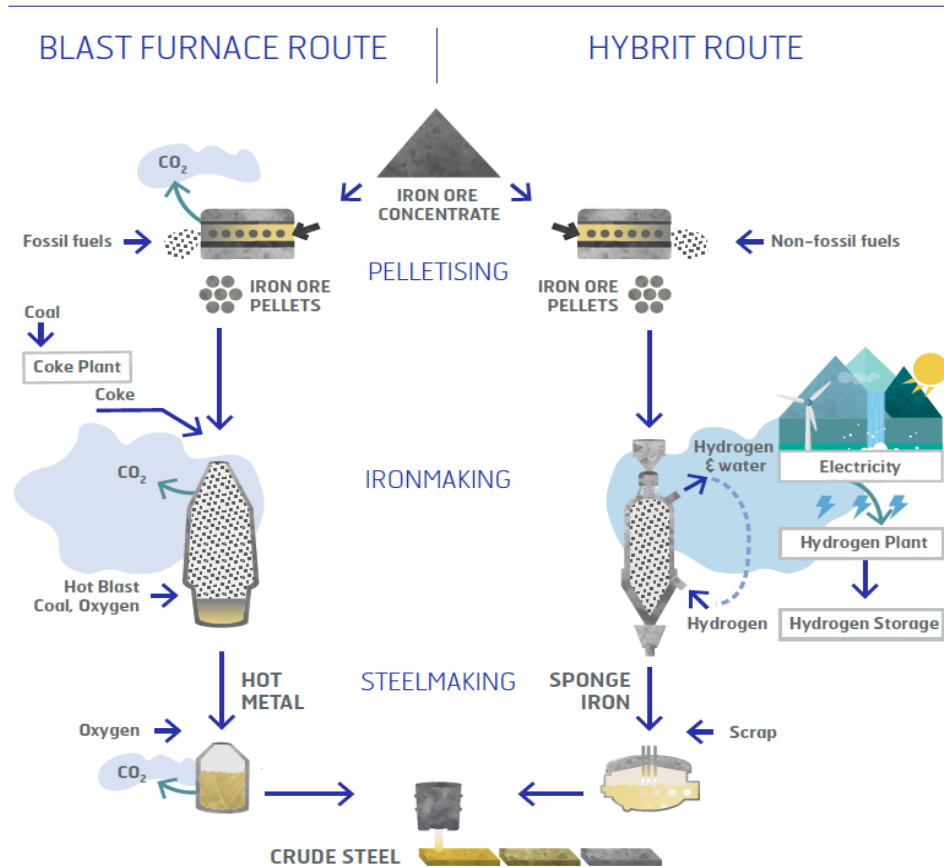 BLAST FURNACE ROUTE
HYBRIT ROUTE
CO₂
IRON ORE
CONCENTRATE
Fossil fuels
Non-fossil fuels
PELLETISING
IRON ORE
PELLETS
IRON ORE
PELLETS
Coal
Coke Plant
Coke
CO₂
IRONMAKING
Hydrogen
& water
Electricity
Hydrogen Plant
Hot Blast
Coal, Oxygen
Hydrogen
Hydrogen Storage
HOT
METAL
STEELMAKING
SPONGE
IRON
Oxygen
Scrap
CO₂
CRUDE STEEL